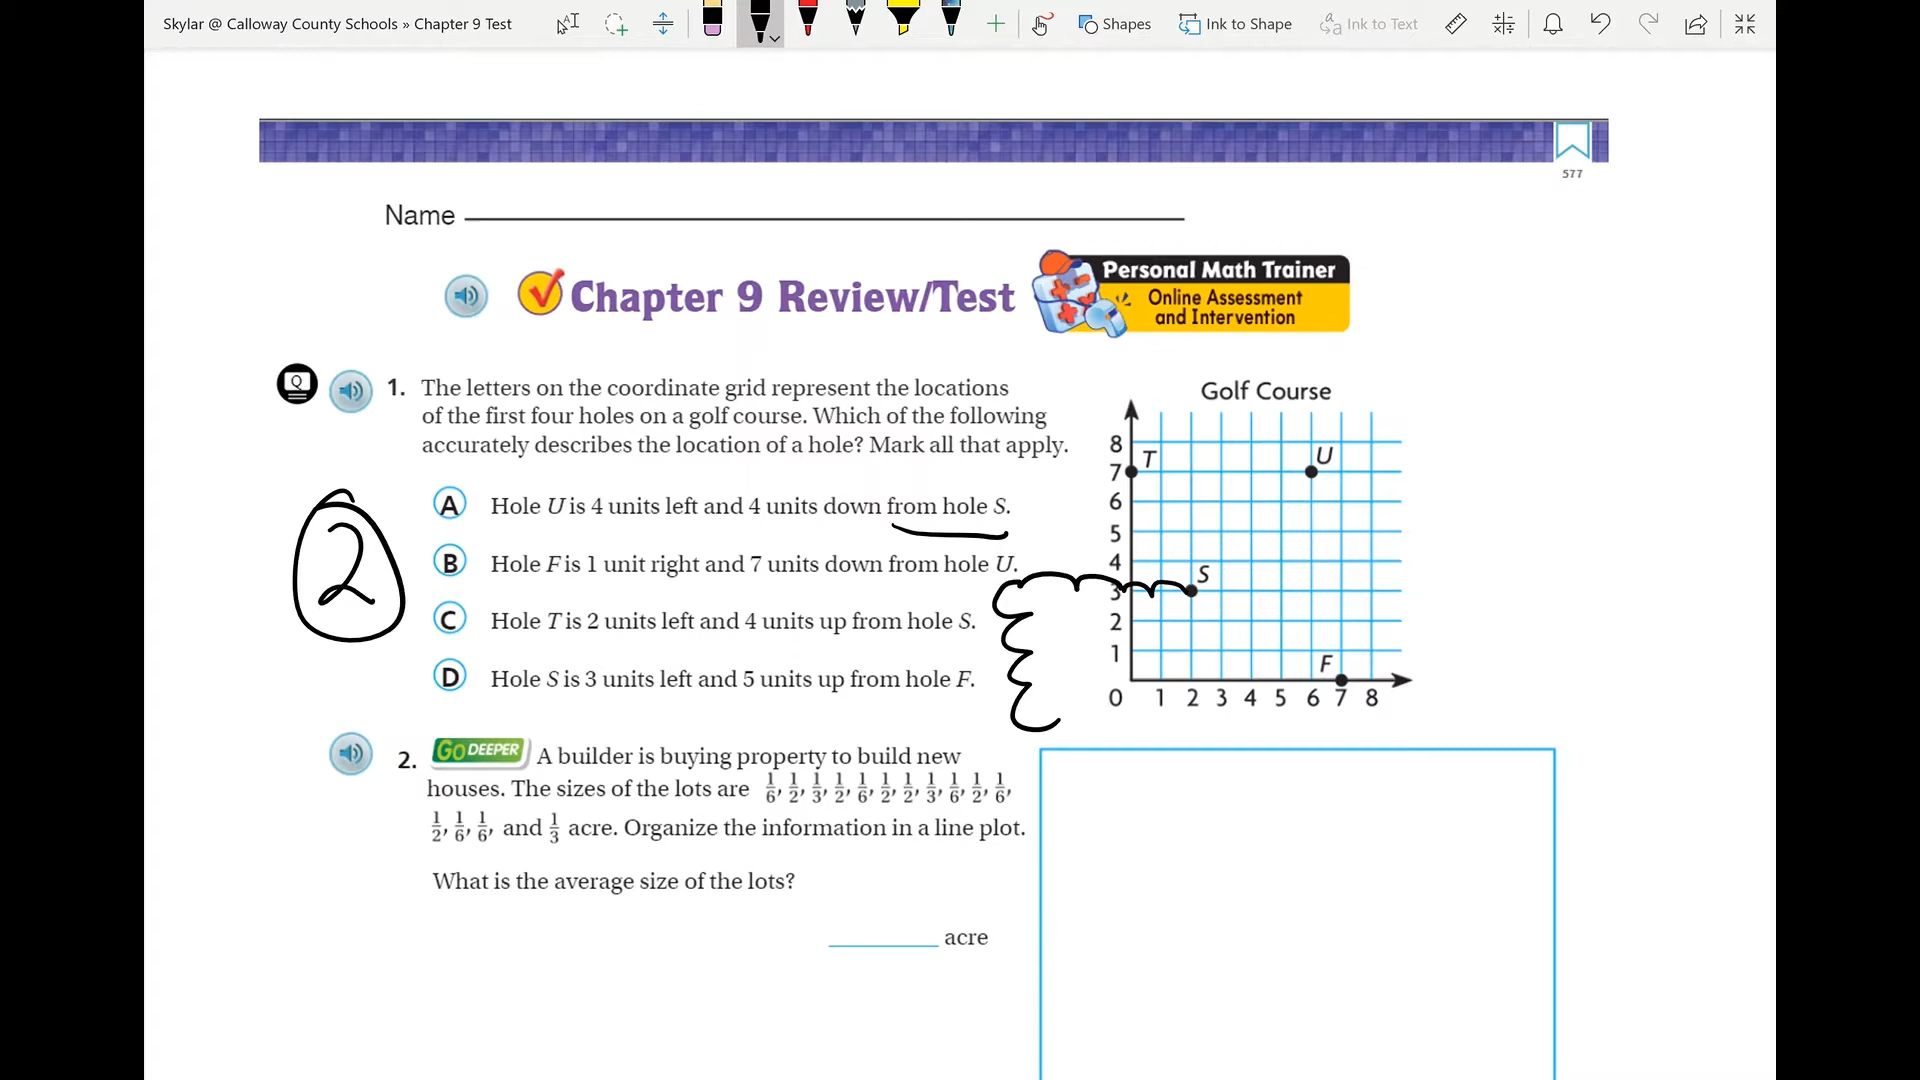 Skylar @ Calloway County Schools » Chapter 9 Test
Shapes
Ink to Shape
Ink to Text
577
Name
Chapter 9 Review/Test
Personal Math Trainer
Online Assessment
and Intervention
1. The letters on the coordinate grid represent the locations
of the first four holes on a golf course. Which of the following
accurately describes the location of a hole? Mark all that apply.
2
A Hole U is 4 units left and 4 units down from hole S.
B Hole F is 1 unit right and 7 units down from hole U.
C Hole T is 2 units left and 4 units up from hole S.
D Hole S is 3 units left and 5 units up from hole F.
Golf Course
8
7 T U
6
5
4
3 S
2
1 F
0 1 2 3 4 5 6 7 8
2. GO DEEPER A builder is buying property to build new
houses. The sizes of the lots are 1/6, 1/2, 1/3, 1/2, 1/6, 1/2, 1/2, 1/3, 1/6, 1/2, 1/6,
1/2, 1/6, 1/6, and 1/3 acre. Organize the information in a line plot.
What is the average size of the lots?
acre